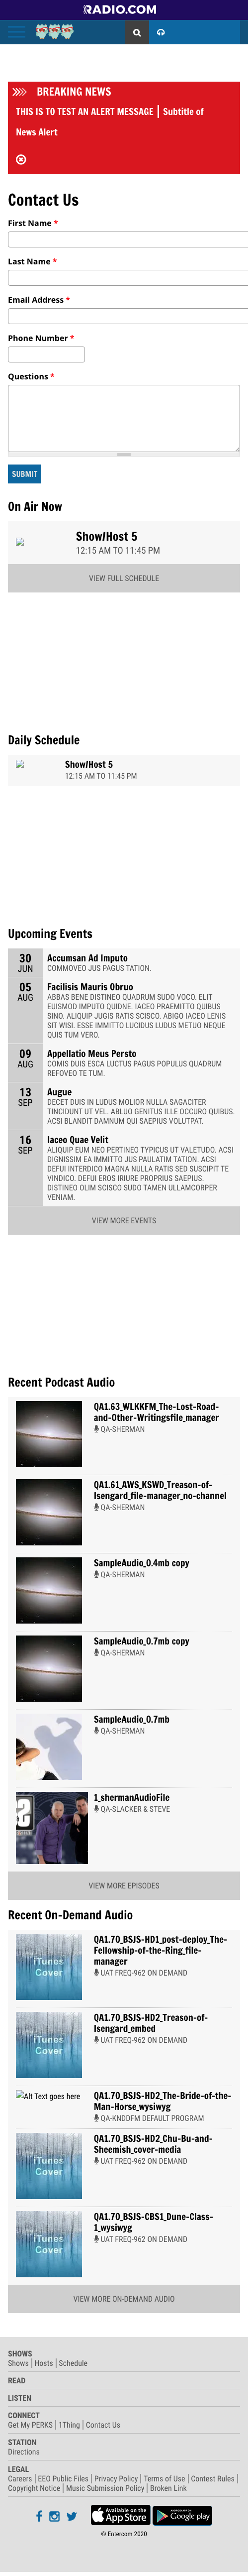 RADIO.COM
BREAKING NEWS
THIS IS TO TEST AN ALERT MESSAGE | Subtitle of
News Alert
Contact Us
First Name *
Last Name *
Email Address *
Phone Number *
Questions *
SUBMIT
On Air Now
Show/Host 5
12:15 AM TO 11:45 PM
VIEW FULL SCHEDULE
Daily Schedule
Show/Host 5
12:15 AM TO 11:45 PM
Upcoming Events
30
JUN
Accumsan Ad Imputo
COMMOVEO JUS PAGUS TATION.
05
AUG
Facilisis Mauris Obruo
ABBAS BENE DISTINEO QUADRUM SUDO VOCO. ELIT
EUISMOD IMPUTO QUIDNE. IACEO PRAEMITTO QUIBUS
SINO. ALIQUIP JUGIS RATIS SCISCO. ABIGO IACEO LENIS
SIT WISI. ESSE IMMITTO LUCIDUS LUDUS METUO NEQUE
QUIS TUM VERO.
09
AUG
Appellatio Meus Persto
COMIS DUIS ESCA LUCTUS PAGUS POPULUS QUADRUM
REFOVEO TE TUM.
13
SEP
Augue
DECET DUIS IN LUDUS MOLIOR NULLA SAGACITER
TINCIDUNT UT VEL. ABLUO GENITUS ILLE OCCURO QUIBUS.
ACSI BLANDIT DAMNUM QUI SAEPIUS VOLUTPAT.
16
SEP
Iaceo Quae Velit
ALIQUIP EUM NEO PERTINEO TYPICUS UT VALETUDO. ACSI
DIGNISSIM EA IMMITTO JUS PAULATIM TATION. ACSI
DEFUI INTERDICO MAGNA NULLA RATIS SED SUSCIPIT TE
VINDICO. DEFUI EROS IRIURE PROPRIUS SAEPIUS.
DISTINEO OLIM SCISCO SUDO TAMEN ULLAMCORPER
VENIAM.
VIEW MORE EVENTS
Recent Podcast Audio
QA1.63_WLKKFM_The-Lost-Road-
and-Other-Writingsfile_manager
QA-SHERMAN
QA1.61_AWS_KSWD_Treason-of-
Isengard_file-manager_no-channel
QA-SHERMAN
SampleAudio_0.4mb copy
QA-SHERMAN
SampleAudio_0.7mb copy
QA-SHERMAN
SampleAudio_0.7mb
QA-SHERMAN
1_shermanAudioFile
QA-SLACKER & STEVE
VIEW MORE EPISODES
Recent On-Demand Audio
iTunes
Cover
QA1.70_BSJS-HD1_post-deploy_The-
Fellowship-of-the-Ring_file-
manager
UAT FREQ-962 ON DEMAND
iTunes
Cover
QA1.70_BSJS-HD2_Treason-of-
Isengard_embed
UAT FREQ-962 ON DEMAND
Alt Text goes here
QA1.70_BSJS-HD2_The-Bride-of-the-
Man-Horse_wysiwyg
QA-KNDDFM DEFAULT PROGRAM
iTunes
Cover
QA1.70_BSJS-HD2_Chu-Bu-and-
Sheemish_cover-media
UAT FREQ-962 ON DEMAND
iTunes
Cover
QA1.70_BSJS-CBS1_Dune-Class-
1_wysiwyg
UAT FREQ-962 ON DEMAND
VIEW MORE ON-DEMAND AUDIO
SHOWS
Shows | Hosts | Schedule
READ
LISTEN
CONNECT
Get My PERKS | 1Thing | Contact Us
STATION
Directions
LEGAL
Careers | EEO Public Files | Privacy Policy | Terms of Use | Contest Rules |
Copyright Notice | Music Submission Policy | Broken Link
Available on the
App Store
ANDROID APP ON
Google play
© Entercom 2020